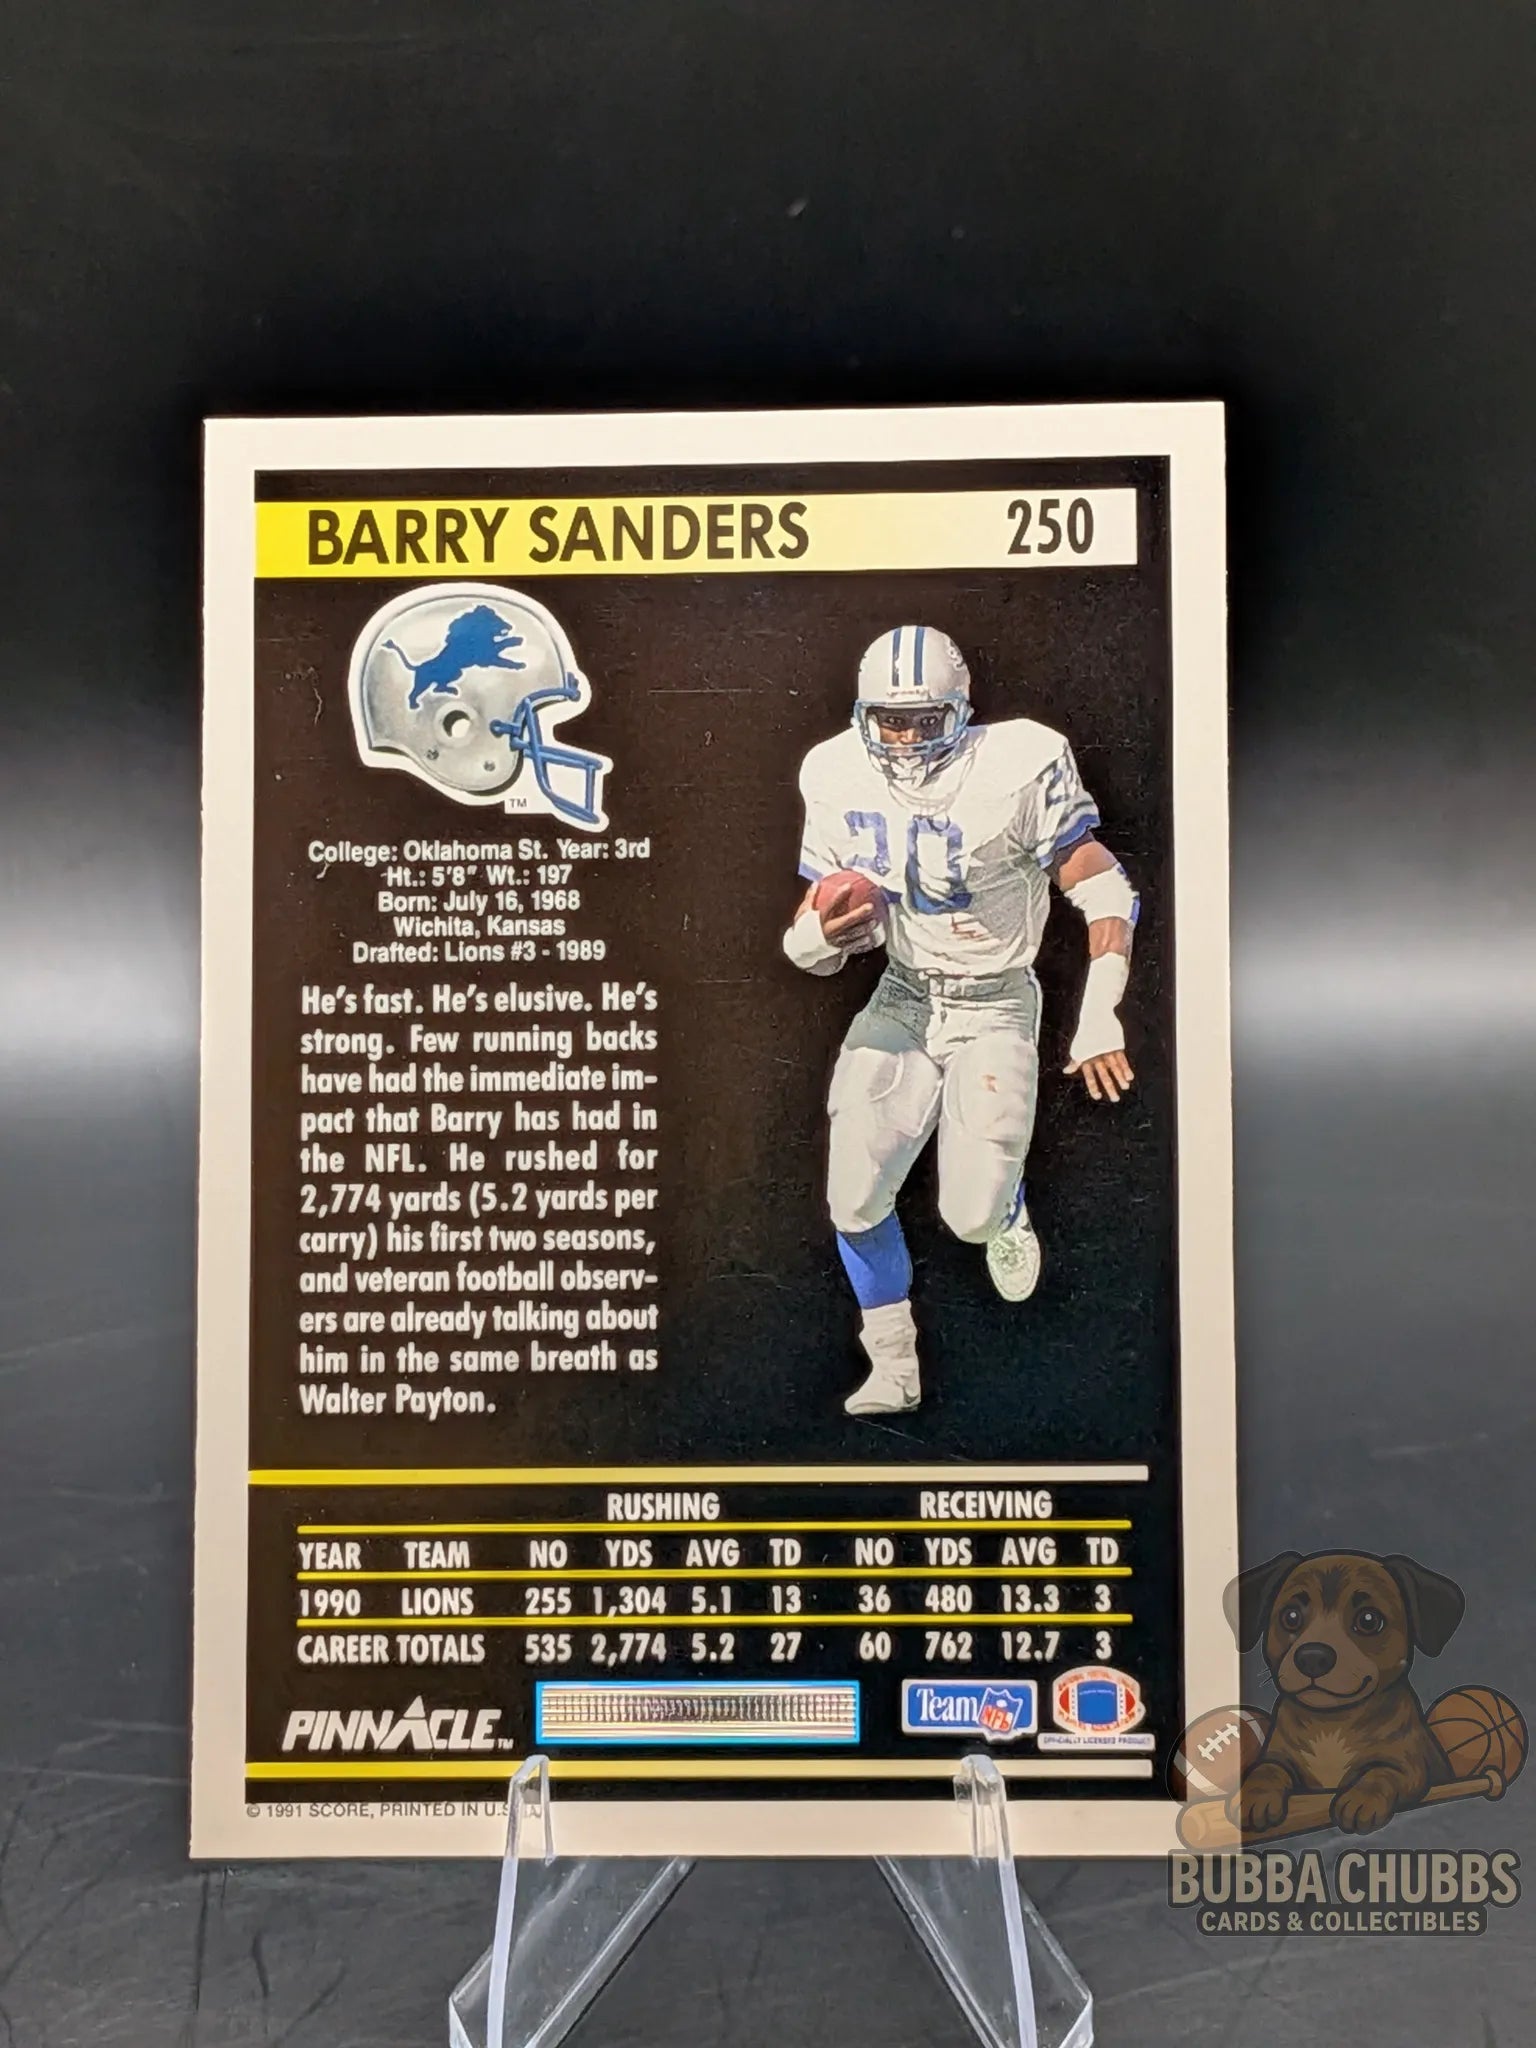 BARRY SANDERS 250
TM
College: Oklahoma St. Year: 3rd
Ht.: 5'8" Wt.: 197
Born: July 16, 1968
Wichita, Kansas
Drafted: Lions #3 - 1989
He's fast. He's elusive. He's
strong. Few running backs
have had the immediate im-
pact that Barry has had in
the NFL. He rushed for
2,774 yards (5.2 yards per
carry) his first two seasons,
and veteran football observ-
ers are already talking about
him in the same breath as
Walter Payton.
20
RUSHING RECEIVING
YEAR TEAM NO YDS AVG TD NO YDS AVG TD
1990 LIONS 255 1,304 5.1 13 36 480 13.3 3
CAREER TOTALS 535 2,774 5.2 27 60 762 12.7 3
PINNACLE TM
Team NFL
OFFICIALLY LICENSED PRODUCT
© 1991 SCORE, PRINTED IN U.S.A.
BUBBA CHUBBS
CARDS & COLLECTIBLES